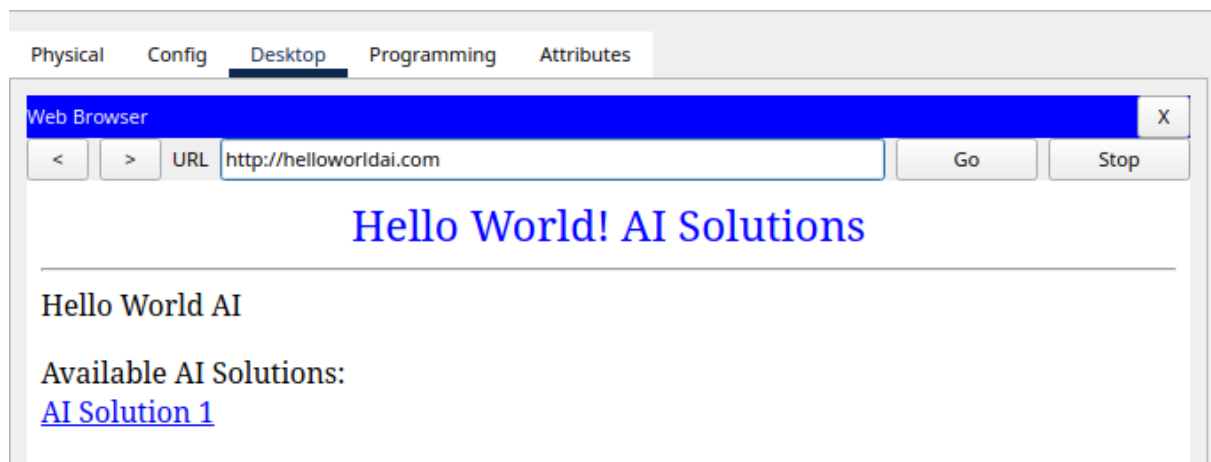 Physical Config Desktop Programming Attributes
Web Browser X
< > URL http://helloworldai.com Go Stop
Hello World! AI Solutions
Hello World AI
Available AI Solutions:
AI Solution 1